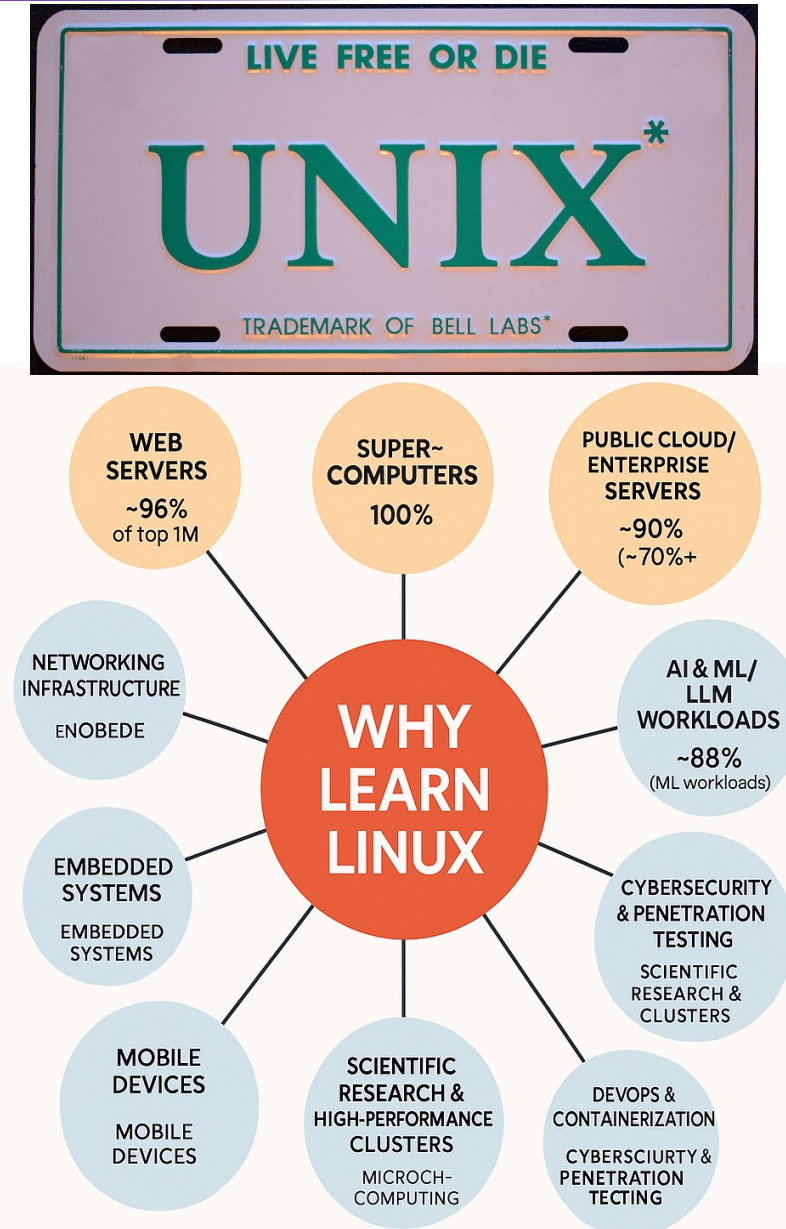 LIVE FREE OR DIE
UNIX*
TRADEMARK OF BELL LABS*
WEB
SERVERS
~96%
of top 1M
SUPER~
COMPUTERS
100%
PUBLIC CLOUD/
ENTERPRISE
SERVERS
~90%
(~70%+
NETWORKING
INFRASTRUCTURE
ENOBEDE
AI & ML/
LLM
WORKLOADS
~88%
(ML workloads)
WHY
LEARN
LINUX
EMBEDDED
SYSTEMS
EMBEDDED
SYSTEMS
CYBERSECURITY
& PENETRATION
TESTING
SCIENTIFIC
RESEARCH &
CLUSTERS
MOBILE
DEVICES
MOBILE
DEVICES
SCIENTIFIC
RESEARCH &
HIGH-PERFORMANCE
CLUSTERS
MICROCH-
COMPUTING
DEVOPS &
CONTAINERIZATION
CYBERSCIURTY &
PENETRATION
TECTING